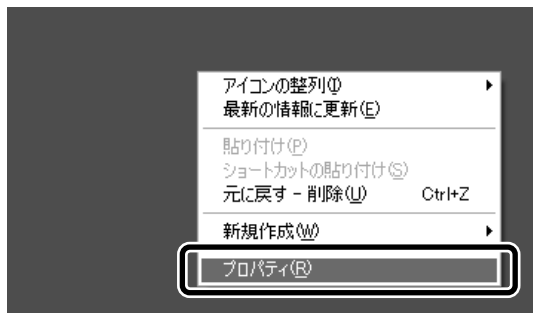 アイコンの整列(I)
最新の情報に更新(E)
貼り付け(P)
ショートカットの貼り付け(S)
元に戻す - 削除(U) Ctrl+Z
新規作成(W)
プロパティ(R)